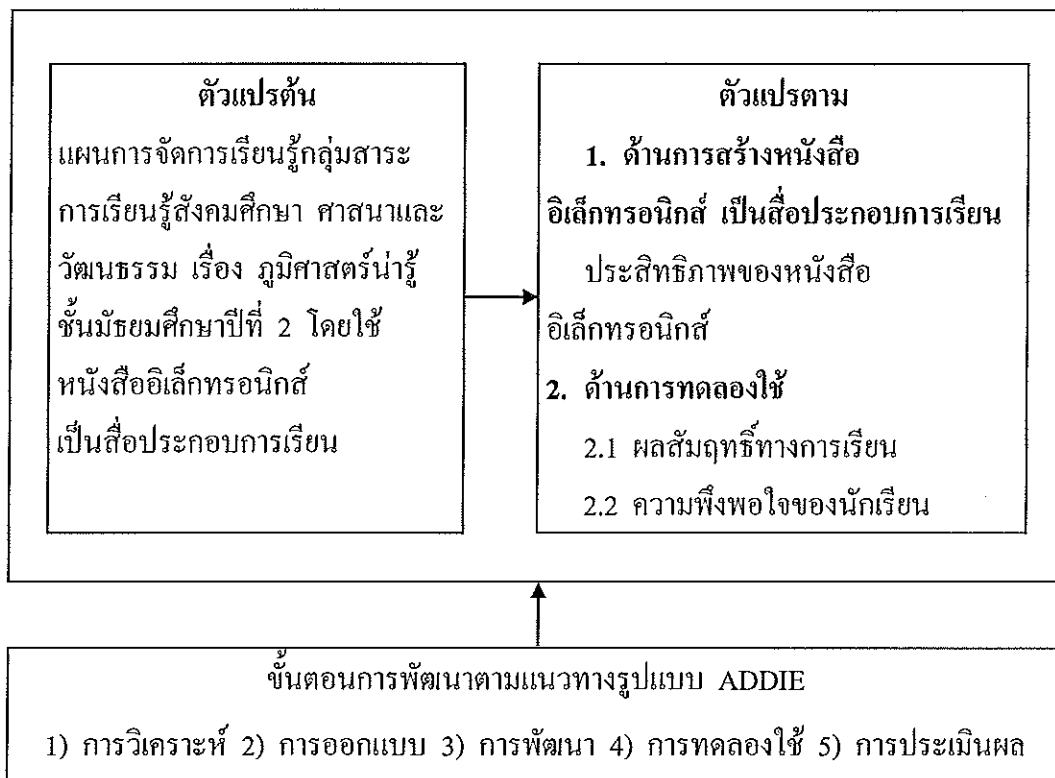 ตัวแปรต้น
แผนการจัดการเรียนรู้กลุ่มสาระ
การเรียนรู้สังคมศึกษา ศาสนาและ
วัฒนธรรม เรื่อง ภูมิศาสตร์น่ารู้
ชั้นมัธยมศึกษาปีที่ 2 โดยใช้
หนังสืออิเล็กทรอนิกส์
เป็นสื่อประกอบการเรียน
ตัวแปรตาม
1. ด้านการสร้างหนังสือ
อิเล็กทรอนิกส์ เป็นสื่อประกอบการเรียน
ประสิทธิภาพของหนังสือ
อิเล็กทรอนิกส์
2. ด้านการทดลองใช้
2.1 ผลสัมฤทธิ์ทางการเรียน
2.2 ความพึงพอใจของนักเรียน
ขั้นตอนการพัฒนาตามแนวทางรูปแบบ ADDIE
1) การวิเคราะห์ 2) การออกแบบ 3) การพัฒนา 4) การทดลองใช้ 5) การประเมินผล